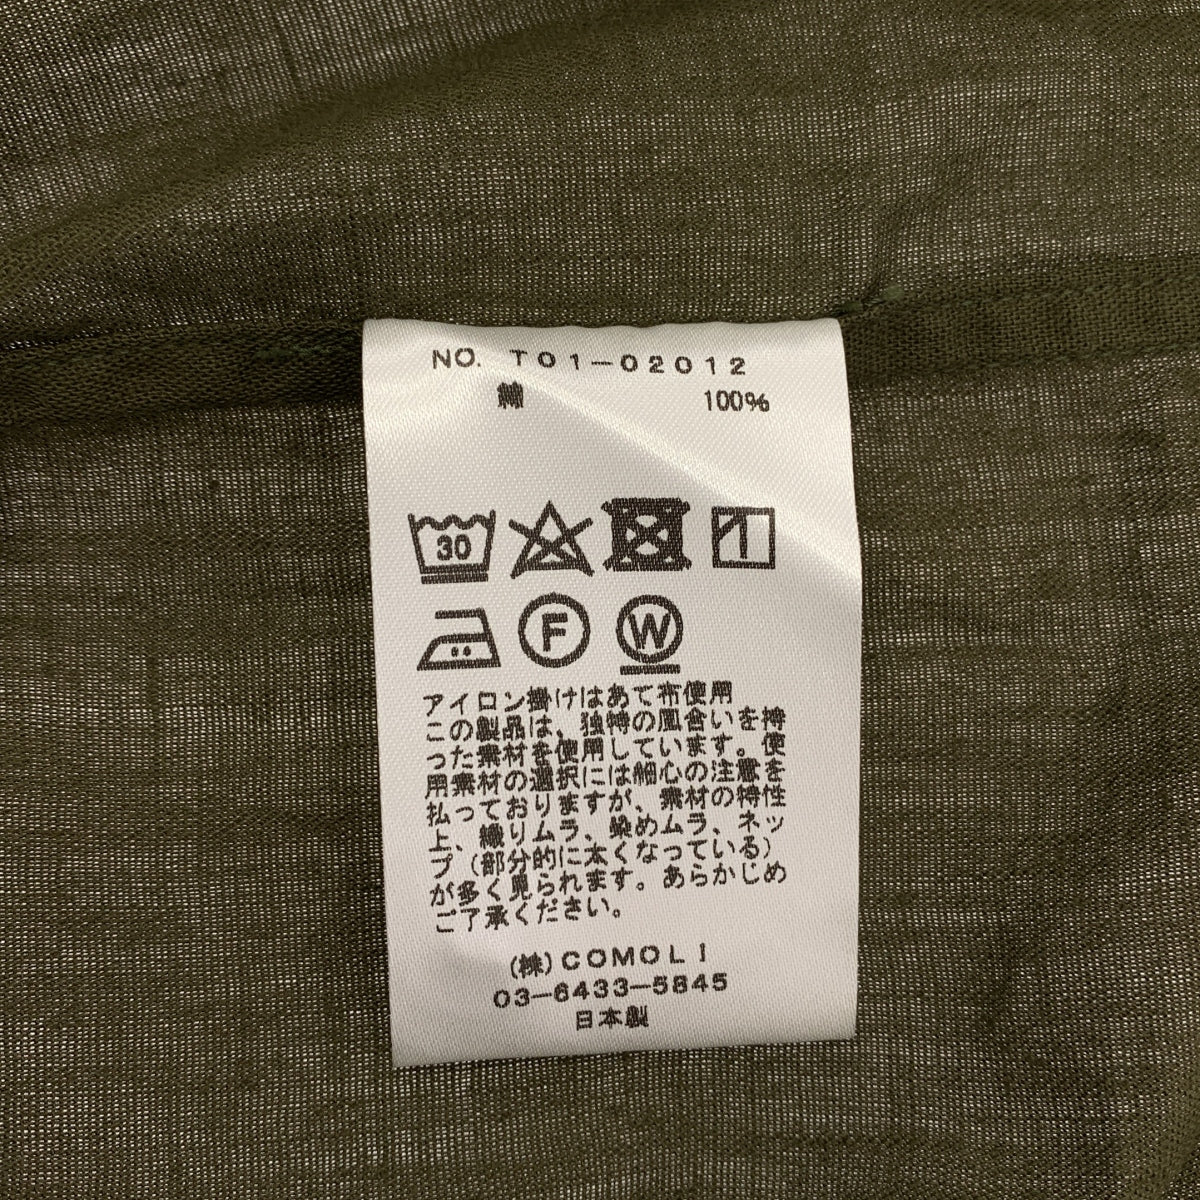 NO. T01-02012
綿 100%
30
F W
アイロン掛けはあて布使用
この製品は、独特の風合いを持
った素材を使用しています。使
用素材の選択には細心の注意を
払っておりますが、素材の特性
上、織りムラ、染めムラ、ネッ
プ（部分的に太くなっている）
が多く見られます。あらかじめ
ご了承ください。
(株)COMOLI
03-6433-5845
日本製